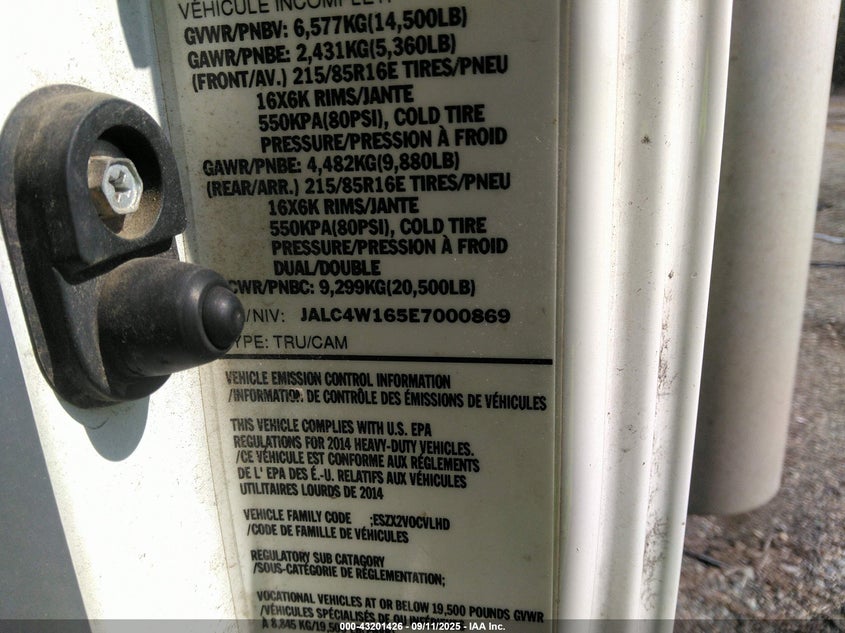 VÉHICULE INCOMPLET
GVWR/PNBV: 6,577KG(14,500LB)
GAWR/PNBE: 2,431KG(5,360LB)
(FRONT/AV.) 215/85R16E TIRES/PNEU
16X6K RIMS/JANTE
550KPA(80PSI), COLD TIRE
PRESSURE/PRESSION À FROID
GAWR/PNBE: 4,482KG(9,880LB)
(REAR/ARR.) 215/85R16E TIRES/PNEU
16X6K RIMS/JANTE
550KPA(80PSI), COLD TIRE
PRESSURE/PRESSION À FROID
DUAL/DOUBLE
CWR/PNBC: 9,299KG(20,500LB)
/NIV: JALC4W165E7000869
YPE: TRU/CAM
VEHICLE EMISSION CONTROL INFORMATION
/INFORMATION DE CONTRÔLE DES ÉMISSIONS DE VÉHICULES
THIS VEHICLE COMPLIES WITH U.S. EPA
REGULATIONS FOR 2014 HEAVY-DUTY VEHICLES.
/CE VÉHICULE EST CONFORME AUX RÉGLEMENTS
DE L' EPA DES É.-U. RELATIFS AUX VÉHICULES
UTILITAIRES LOURDS DE 2014
VEHICLE FAMILY CODE :ESZX2VOCVLHD
/CODE DE FAMILLE DE VÉHICULES
REGULATORY SUB CATAGORY
/SOUS-CATÉGORIE DE RÉGLEMENTATION;
VOCATIONAL VEHICLES AT OR BELOW 19,500 POUNDS GVWR
/VÉHICULES SPÉCIALISÉS DE
À 8,845 KG/19,50
000-43201426 - 09/11/2025 - IAA Inc.